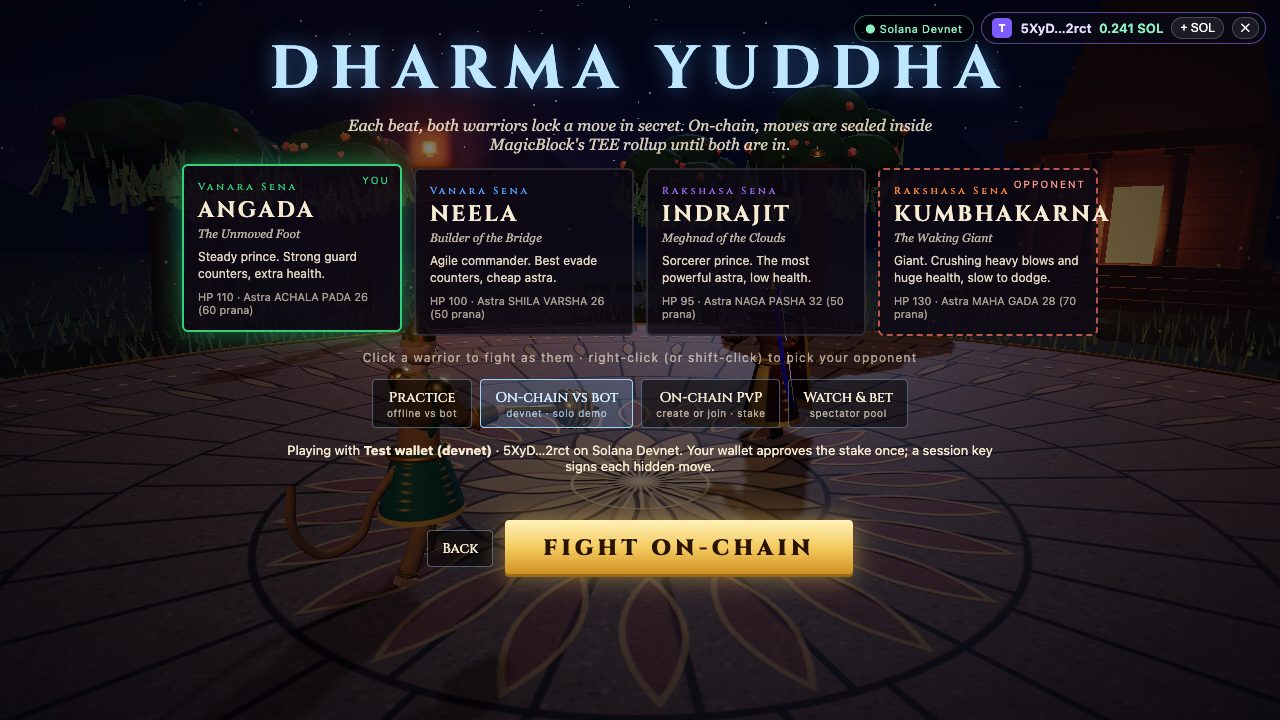 Solana Devnet
T 5XyD...2rct 0.241 SOL + SOL ✕
DHARMA YUDDHA
Each beat, both warriors lock a move in secret. On-chain, moves are sealed inside
MagicBlock's TEE rollup until both are in.
YOU
VANARA SENA
ANGADA
The Unmoved Foot
Steady prince. Strong guard
counters, extra health.
HP 110 · Astra ACHALA PADA 26
(60 prana)
VANARA SENA
NEELA
Builder of the Bridge
Agile commander. Best evade
counters, cheap astra.
HP 100 · Astra SHILA VARSHA 26
(50 prana)
RAKSHASA SENA
INDRAJIT
Meghnad of the Clouds
Sorcerer prince. The most
powerful astra, low health.
HP 95 · Astra NAGA PASHA 32 (50
prana)
OPPONENT
RAKSHASA SENA
KUMBHAKARNA
The Waking Giant
Giant. Crushing heavy blows and
huge health, slow to dodge.
HP 130 · Astra MAHA GADA 28 (70
prana)
Click a warrior to fight as them · right-click (or shift-click) to pick your opponent
PRACTICE
offline vs bot
ON-CHAIN VS BOT
devnet · solo demo
ON-CHAIN PVP
create or join · stake
WATCH & BET
spectator pool
Playing with Test wallet (devnet) · 5XyD...2rct on Solana Devnet. Your wallet approves the stake once; a session key
signs each hidden move.
BACK
FIGHT ON-CHAIN